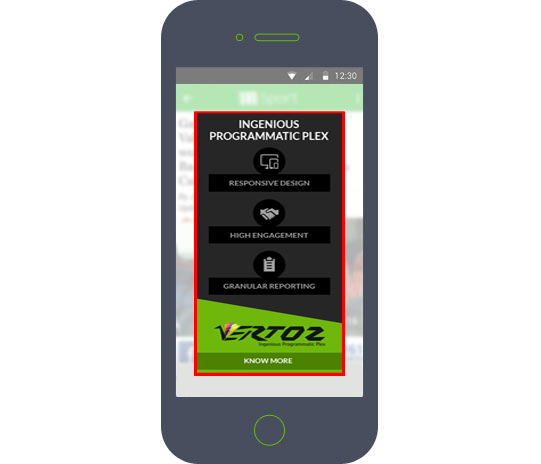 12:30
Sport
INGENIOUS
PROGRAMMATIC PLEX
RESPONSIVE DESIGN
HIGH ENGAGEMENT
GRANULAR REPORTING
VERTOZ
Ingenious Programmatic Plex
KNOW MORE